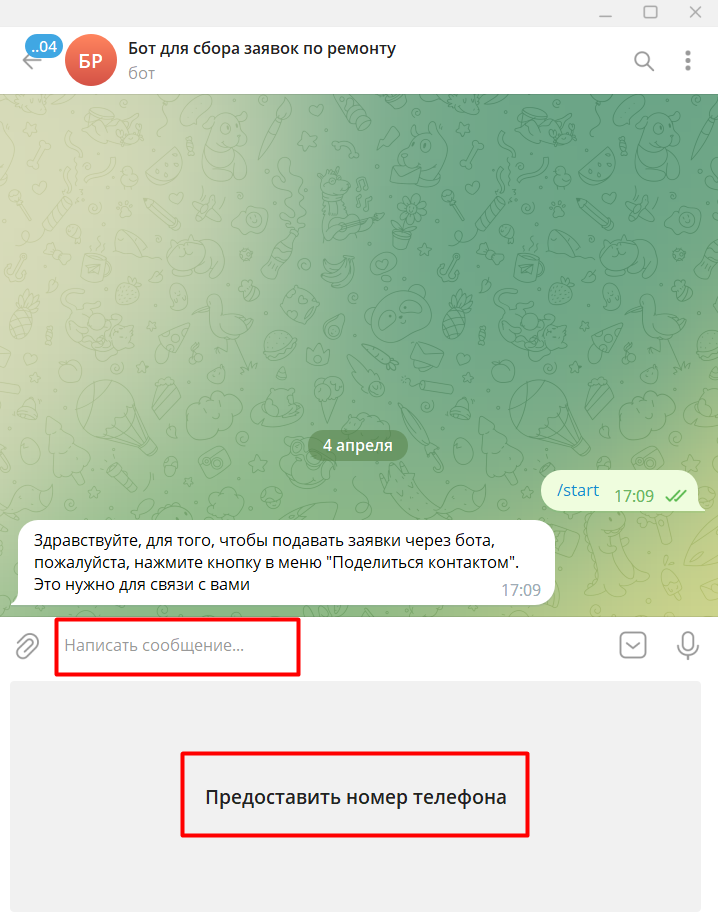 ..04
БР
Бот для сбора заявок по ремонту
бот
4 апреля
/start 17:09
Здравствуйте, для того, чтобы подавать заявки через бота,
пожалуйста, нажмите кнопку в меню "Поделиться контактом".
Это нужно для связи с вами
17:09
Написать сообщение...
Предоставить номер телефона